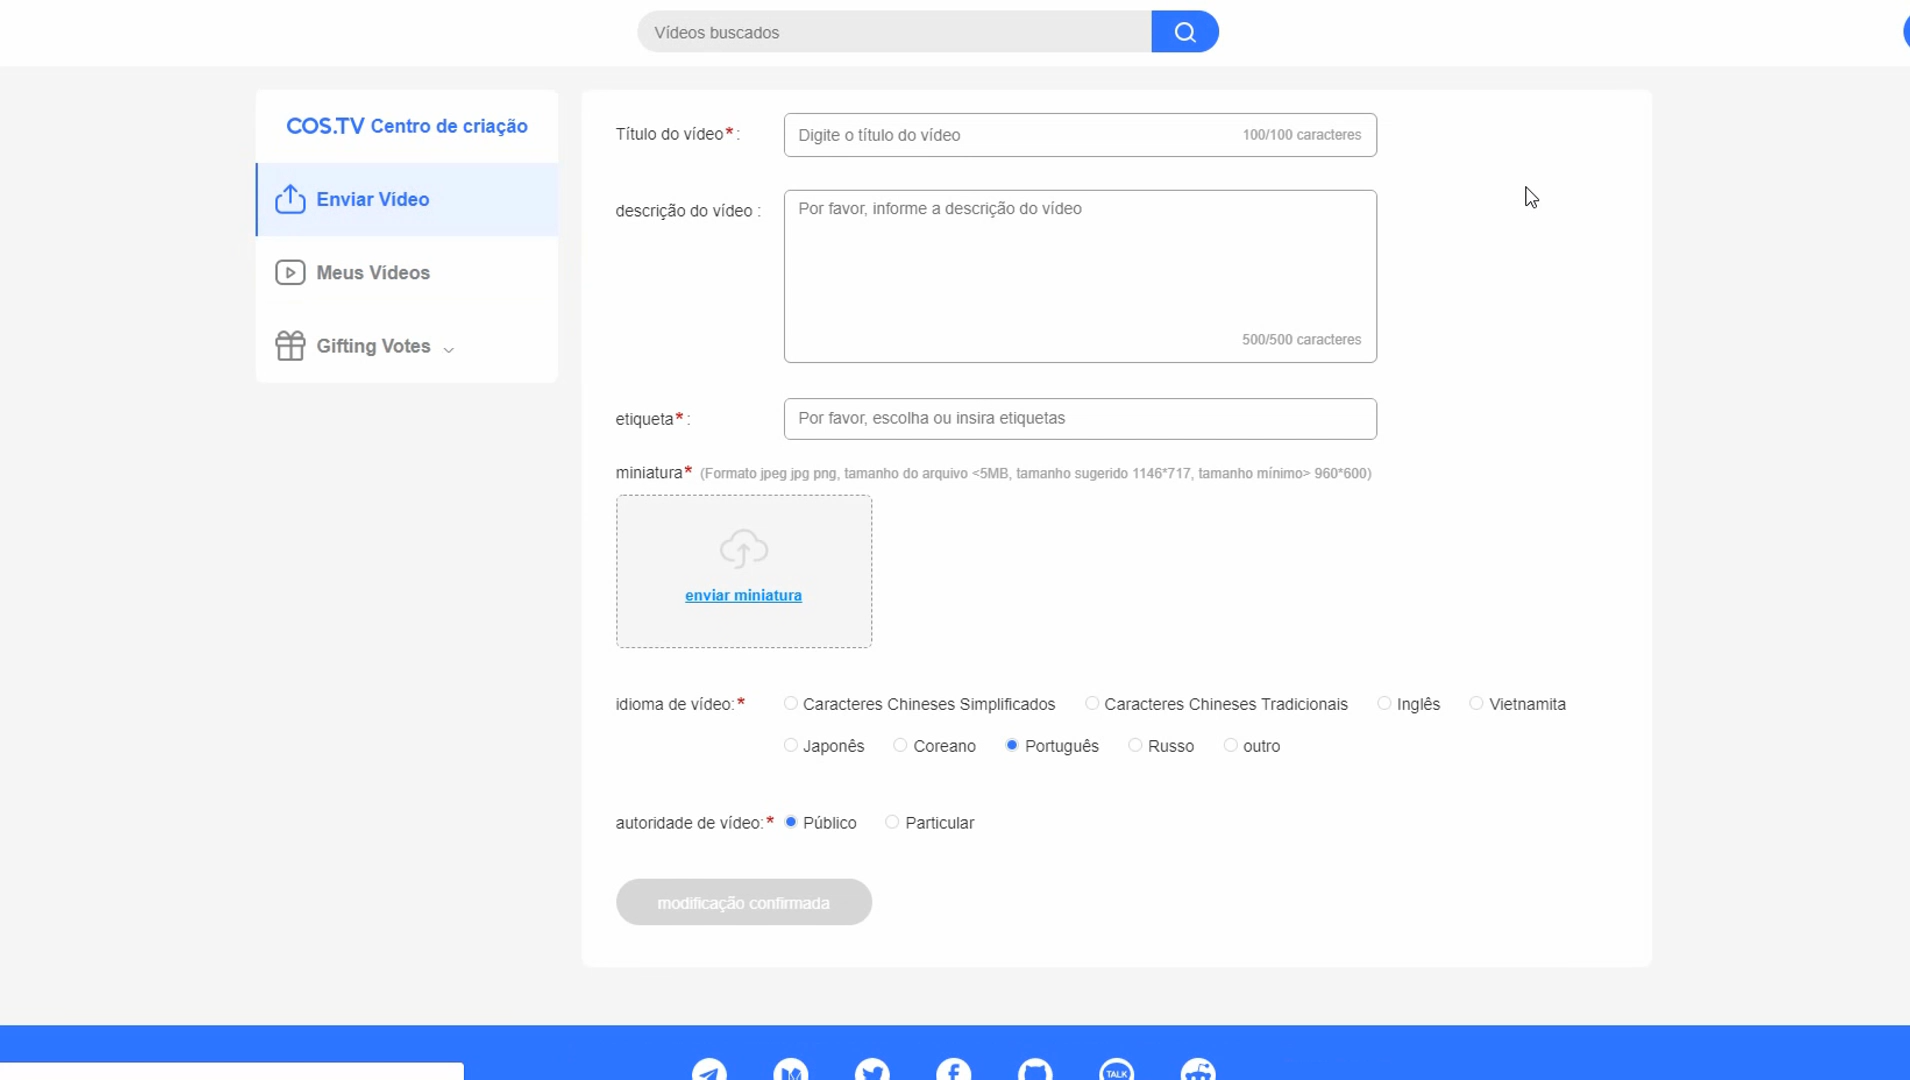 Vídeos buscados
COS.TV Centro de criação
Enviar Vídeo
Meus Vídeos
Gifting Votes
Título do vídeo* :
Digite o título do vídeo
100/100 caracteres
descrição do vídeo :
Por favor, informe a descrição do vídeo
500/500 caracteres
etiqueta* :
Por favor, escolha ou insira etiquetas
miniatura* (Formato jpeg jpg png, tamanho do arquivo <5MB, tamanho sugerido 1146*717, tamanho mínimo> 960*600)
enviar miniatura
idioma de vídeo:* Caracteres Chineses Simplificados Caracteres Chineses Tradicionais Inglês Vietnamita
Japonês Coreano Português Russo outro
autoridade de vídeo:* Público Particular
modificação confirmada
TALK